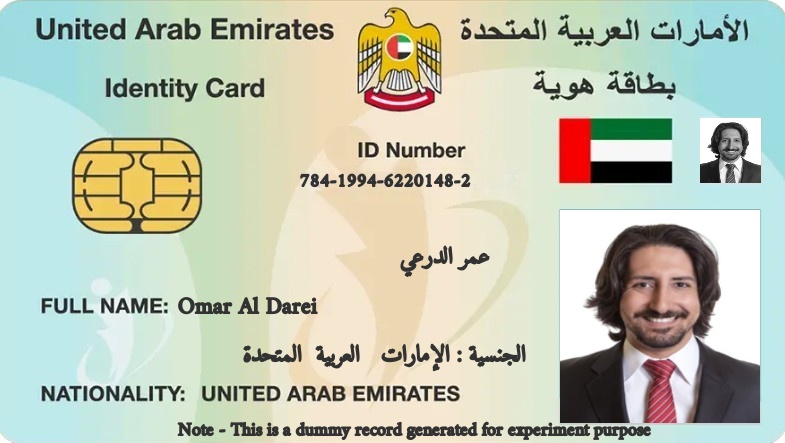 United Arab Emirates
الأمارات العربية المتحدة
Identity Card
بطاقة هوية
ID Number
784-1994-6220148-2
عمر الدرعي
FULL NAME: Omar Al Darei
الجنسية : الإمارات العربية المتحدة
NATIONALITY: UNITED ARAB EMIRATES
Note - This is a dummy record generated for experiment purpose